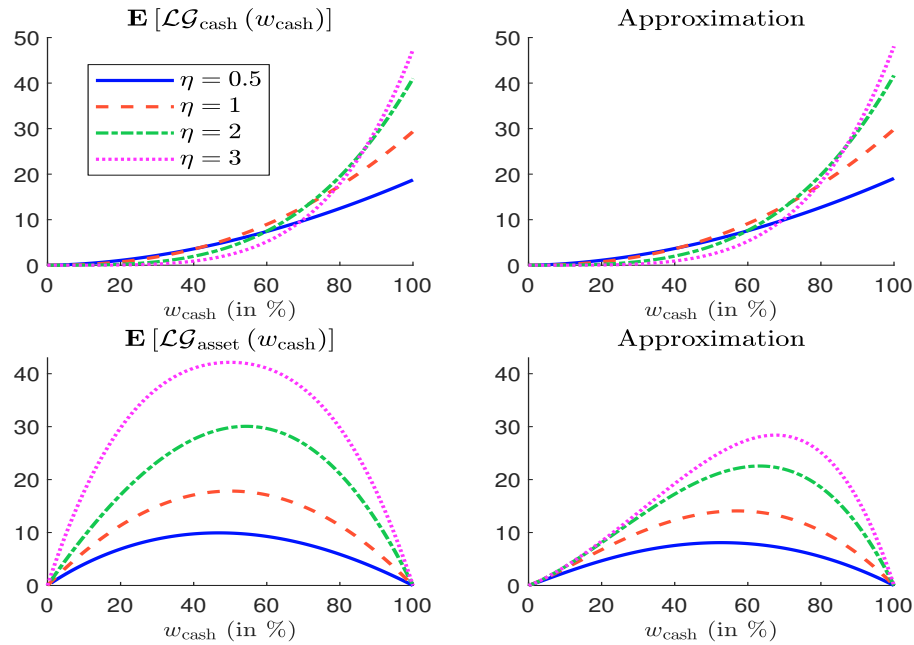 E [LG_cash (w_cash)]
50
40
30
20
10
0
η = 0.5
η = 1
η = 2
η = 3
0 20 40 60 80 100
w_cash (in %)
Approximation
50
40
30
20
10
0
0 20 40 60 80 100
w_cash (in %)
E [LG_asset (w_cash)]
40
30
20
10
0
0 20 40 60 80 100
w_cash (in %)
Approximation
40
30
20
10
0
0 20 40 60 80 100
w_cash (in %)